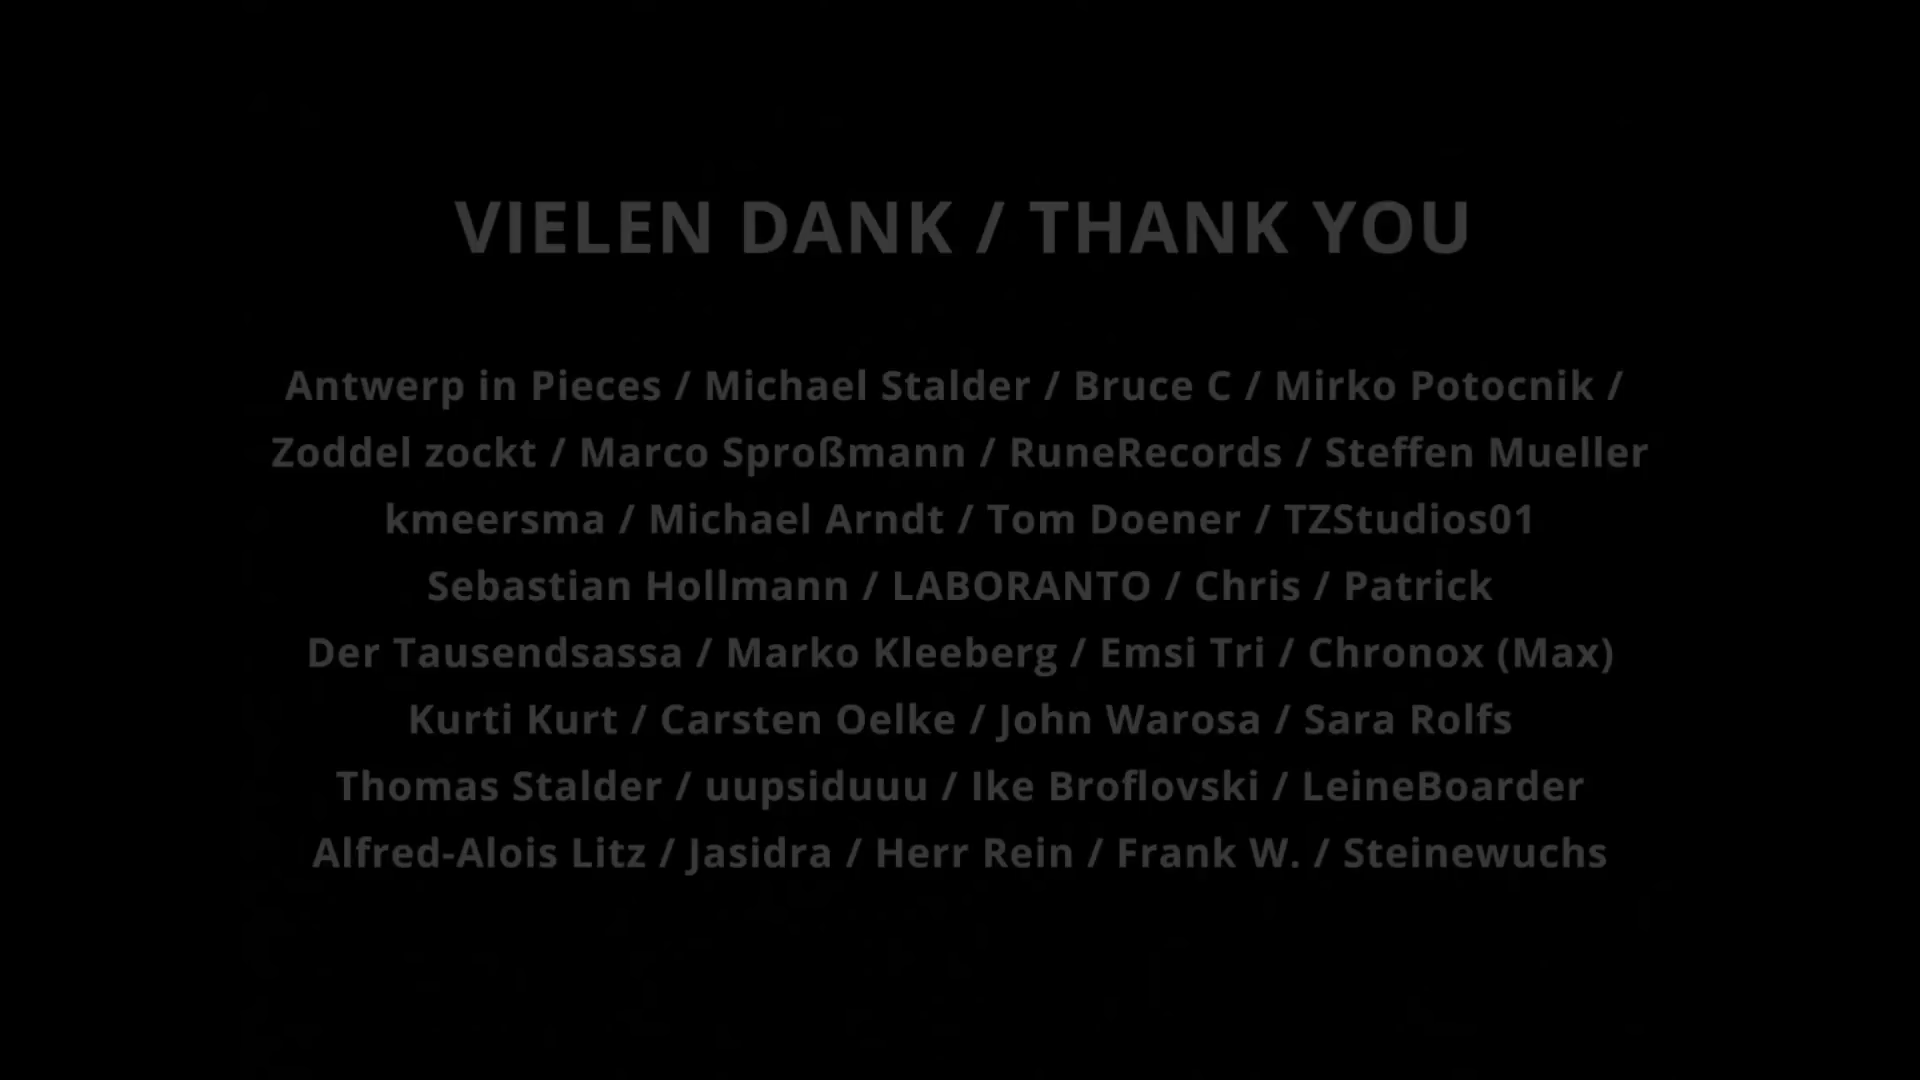 VIELEN DANK / THANK YOU
Antwerp in Pieces / Michael Stalder / Bruce C / Mirko Potocnik /
Zoddel zockt / Marco Sproßmann / RuneRecords / Steffen Mueller
kmeersma / Michael Arndt / Tom Doener / TZStudios01
Sebastian Hollmann / LABORANTO / Chris / Patrick
Der Tausendsassa / Marko Kleeberg / Emsi Tri / Chronox (Max)
Kurti Kurt / Carsten Oelke / John Warosa / Sara Rolfs
Thomas Stalder / uupsiduuu / Ike Broflovski / LeineBoarder
Alfred-Alois Litz / Jasidra / Herr Rein / Frank W. / Steinewuchs